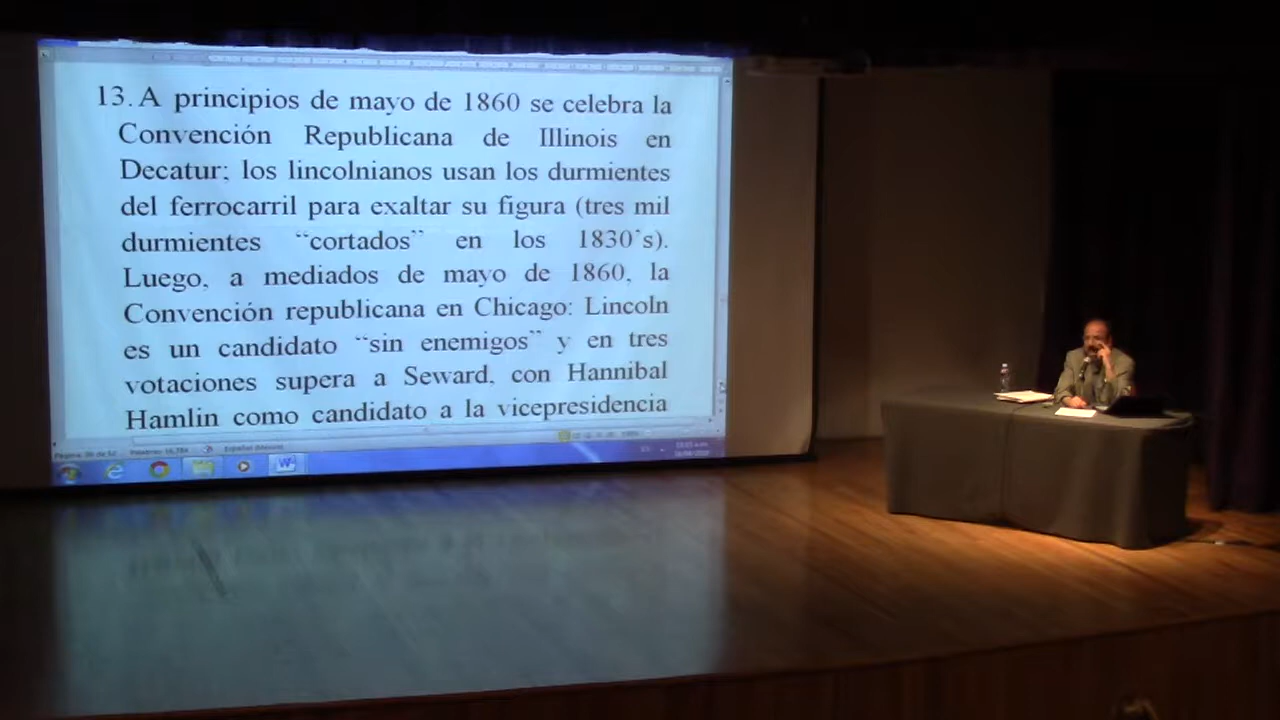 13. A principios de mayo de 1860 se celebra la
Convención Republicana de Illinois en
Decatur; los lincolnianos usan los durmientes
del ferrocarril para exaltar su figura (tres mil
durmientes “cortados” en los 1830´s).
Luego, a mediados de mayo de 1860, la
Convención republicana en Chicago: Lincoln
es un candidato “sin enemigos” y en tres
votaciones supera a Seward, con Hannibal
Hamlin como candidato a la vicepresidencia
Español (México)